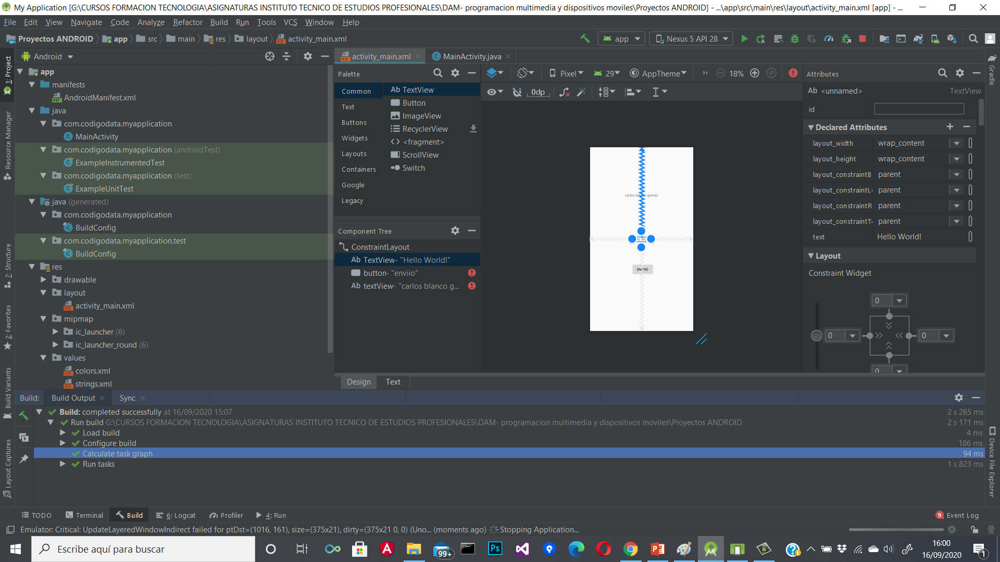 My Application [G:\CURSOS FORMACION TECNOLOGIA\ASIGNATURAS INSTITUTO TECNICO DE ESTUDIOS PROFESIONALES\DAM- programacion multimedia y dispositivos moviles\Proyectos ANDROID] - ...\app\src\main\res\layout\activity_main.xml [app] - ...
File Edit View Navigate Code Analyze Refactor Build Run Tools VCS Window Help
Proyectos ANDROID app src main res layout activity_main.xml
app
Nexus 5 API 28
1: Project
Resource Manager
7: Structure
2: Favorites
Build Variants
Layout Captures
Android
app
manifests
AndroidManifest.xml
java
com.codigodata.myapplication
MainActivity
com.codigodata.myapplication (androidTest)
ExampleInstrumentedTest
com.codigodata.myapplication (test)
ExampleUnitTest
java (generated)
com.codigodata.myapplication
BuildConfig
com.codigodata.myapplication.test
BuildConfig
res
drawable
layout
activity_main.xml
mipmap
ic_launcher (6)
ic_launcher_round (6)
values
colors.xml
strings.xml
activity_main.xml
MainActivity.java
Palette
Common
Text
Buttons
Widgets
Layouts
Containers
Google
Legacy
Ab TextView
Button
ImageView
RecyclerView
<fragment>
ScrollView
Switch
Component Tree
ConstraintLayout
Ab TextView- "Hello World!"
button- "enviio"
Ab textView- "carlos blanco g...
Pixel
29
AppTheme
18%
0dp
Design
Text
Attributes
Ab <unnamed> TextView
id
Declared Attributes
layout_width wrap_content
layout_height wrap_content
layout_constraintB parent
layout_constraintL parent
layout_constraintR parent
layout_constraintT parent
text Hello World!
Layout
Constraint Widget
0
50
0
0
0
Gradle
Device File Explorer
Build: Build Output Sync
Build: completed successfully at 16/09/2020 15:07 2 s 265 ms
Run build G:\CURSOS FORMACION TECNOLOGIA\ASIGNATURAS INSTITUTO TECNICO DE ESTUDIOS PROFESIONALES\DAM- programacion multimedia y dispositivos moviles\Proyectos ANDROID 2 s 171 ms
Load build 4 ms
Configure build 186 ms
Calculate task graph 94 ms
Run tasks 1 s 823 ms
TODO Terminal Build 6: Logcat Profiler 4: Run
9 Event Log
Emulator: Critical: UpdateLayeredWindowIndirect failed for ptDst=(1016, 161), size=(375x21), dirty=(375x21 0, 0) (Uno... (moments ago) Stopping Application...
Escribe aquí para buscar
99+
Ps
16:00
16/09/2020
1